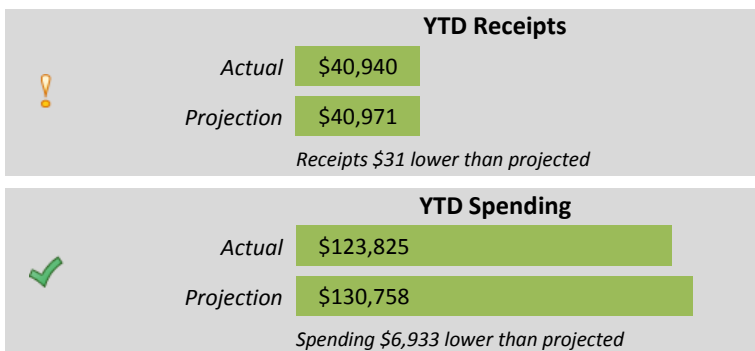 YTD Receipts
Actual $40,940
Projection $40,971
Receipts $31 lower than projected
YTD Spending
Actual $123,825
Projection $130,758
Spending $6,933 lower than projected